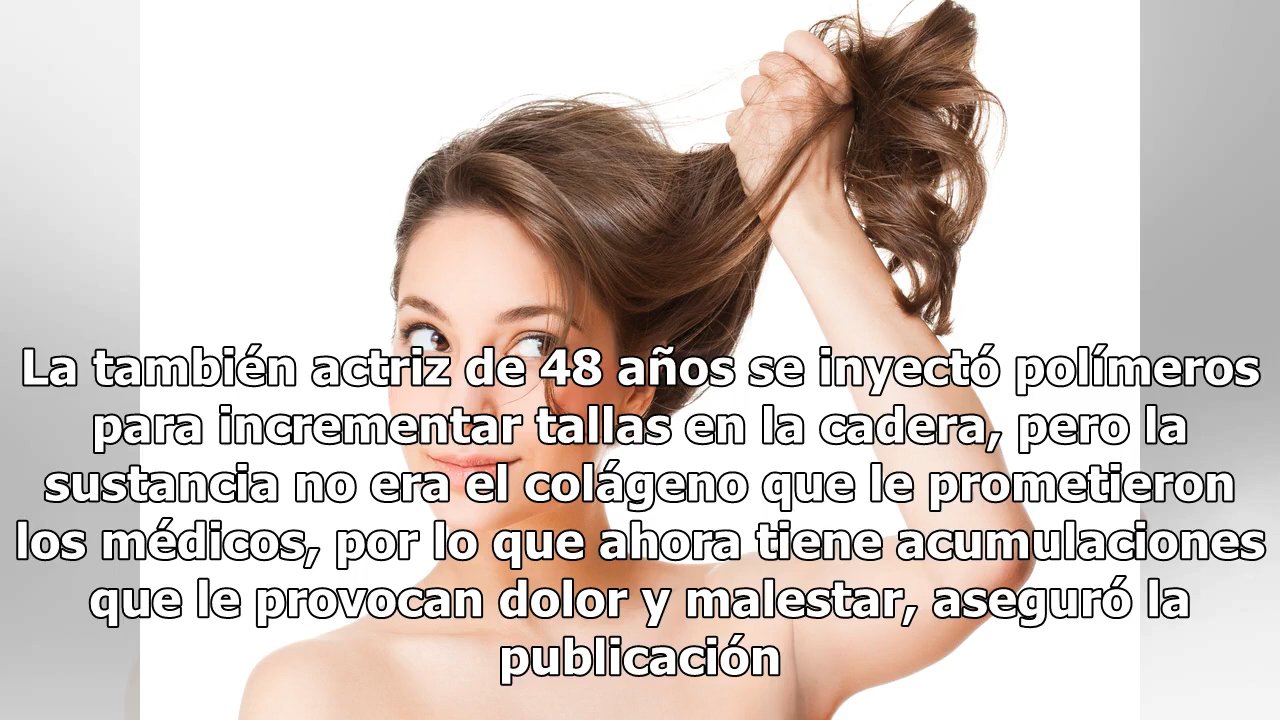 La también actriz de 48 años se inyectó polímeros
para incrementar tallas en la cadera, pero la
sustancia no era el colágeno que le prometieron
los médicos, por lo que ahora tiene acumulaciones
que le provocan dolor y malestar, aseguró la
publicación